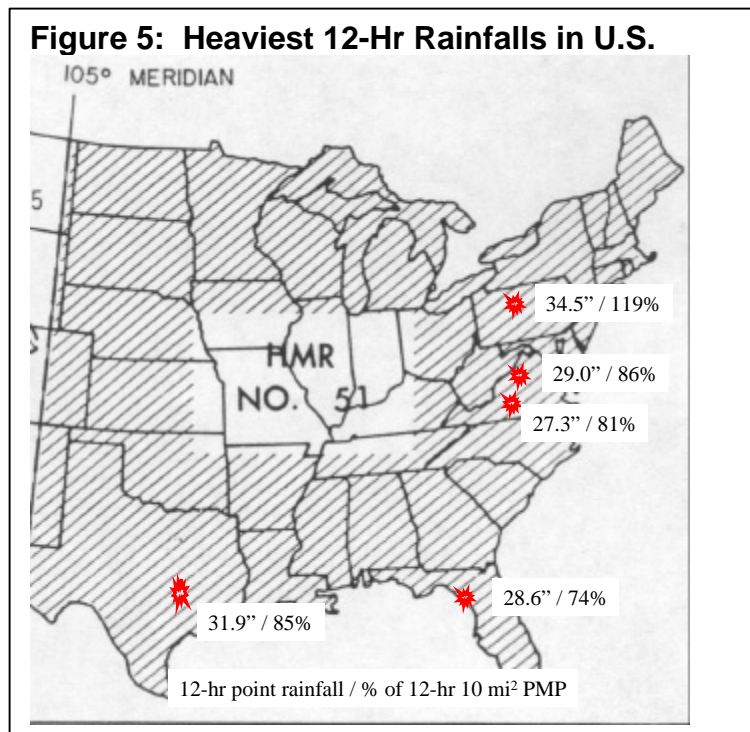 Figure 5: Heaviest 12-Hr Rainfalls in U.S.
105° MERIDIAN
5
34.5” / 119%
HMR
29.0” / 86%
NO. 51
27.3” / 81%
28.6” / 74%
31.9” / 85%
12-hr point rainfall / % of 12-hr 10 mi² PMP